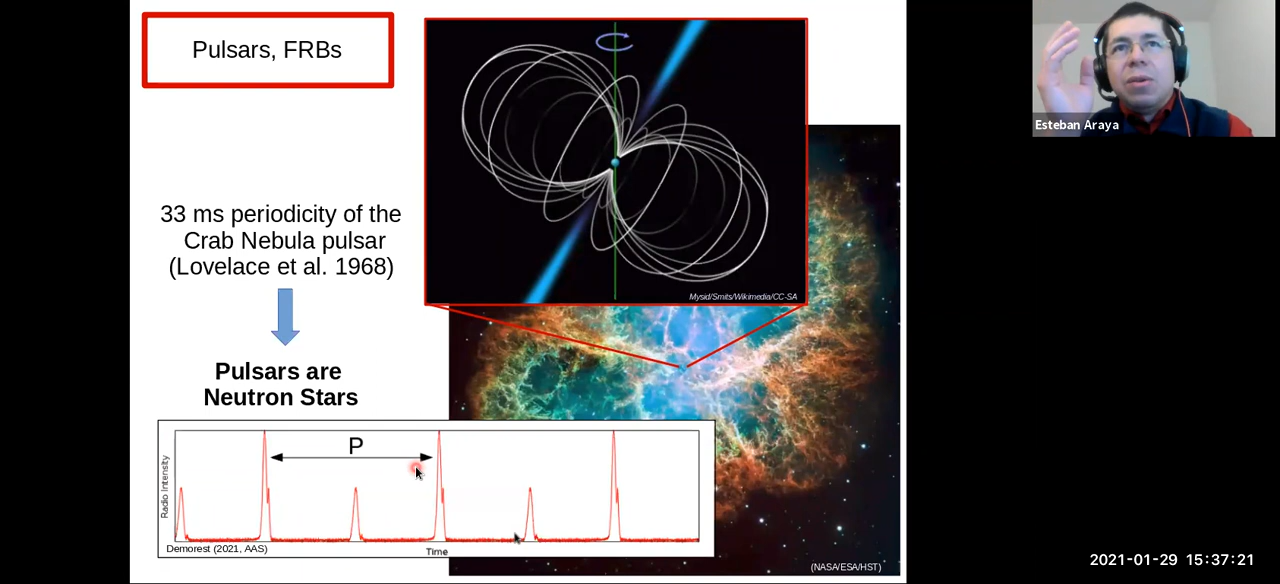 Pulsars, FRBs
Mysid/Smits/Wikimedia/CC-SA
33 ms periodicity of the
Crab Nebula pulsar
(Lovelace et al. 1968)
Pulsars are
Neutron Stars
P
Radio Intensity
Demorest (2021, AAS)
Time
(NASA/ESA/HST)
Esteban Araya
2021-01-29 15:37:21